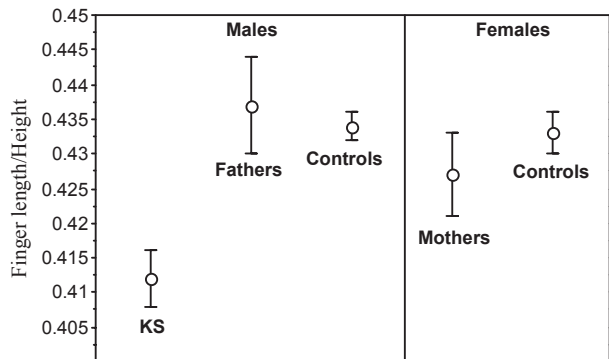 0.45
Males
Females
0.445
0.44
0.435
0.43
0.425
0.42
0.415
0.41
0.405
Finger length/Height
Fathers
Controls
Controls
Mothers
KS